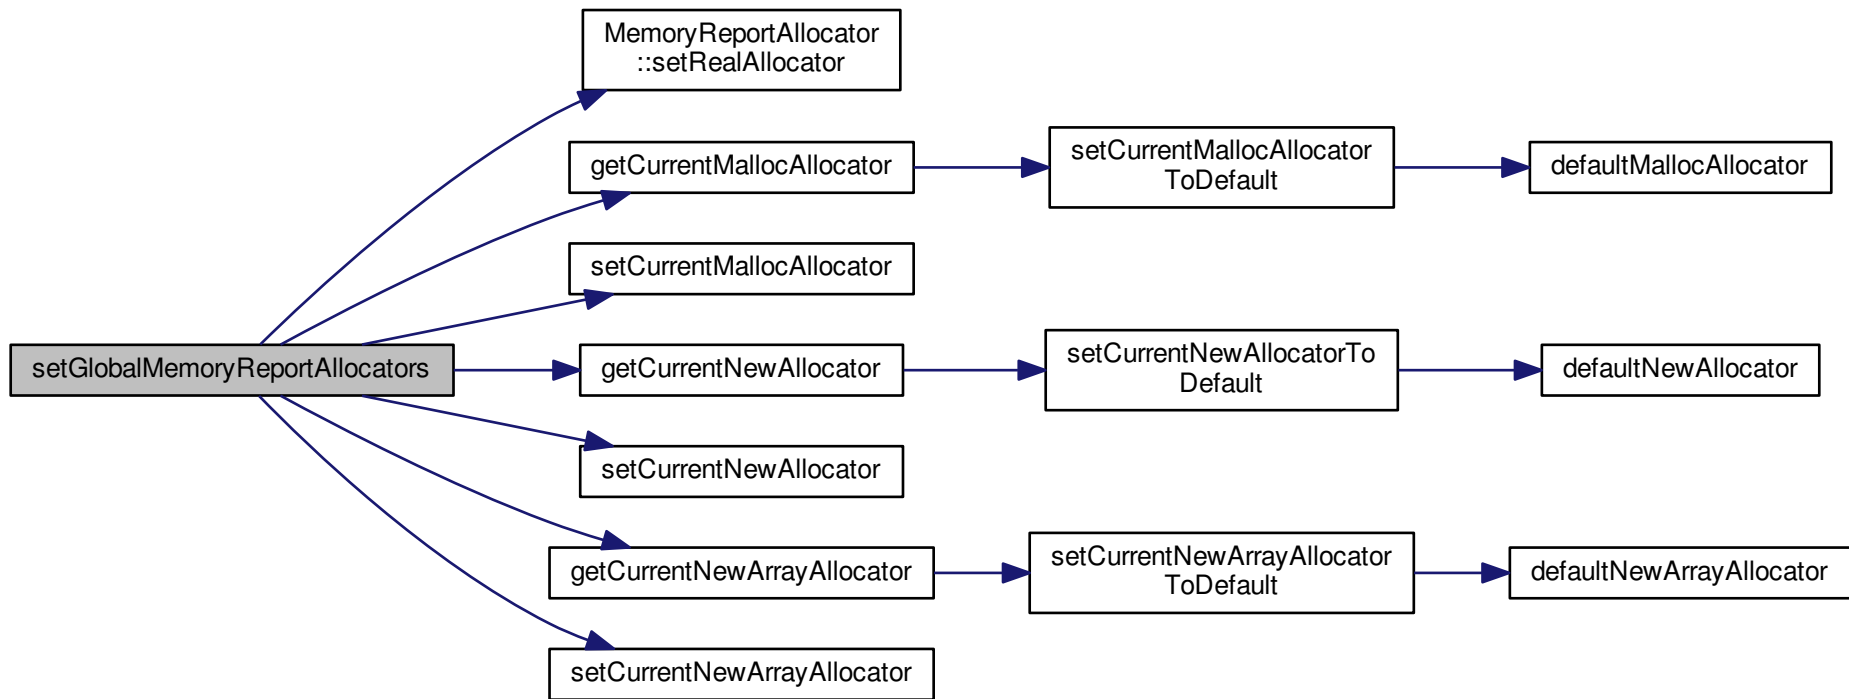 MemoryReportAllocator
::setRealAllocator
getCurrentMallocAllocator
setCurrentMallocAllocator
ToDefault
defaultMallocAllocator
setCurrentMallocAllocator
setGlobalMemoryReportAllocators
getCurrentNewAllocator
setCurrentNewAllocatorTo
Default
defaultNewAllocator
setCurrentNewAllocator
getCurrentNewArrayAllocator
setCurrentNewArrayAllocator
ToDefault
defaultNewArrayAllocator
setCurrentNewArrayAllocator